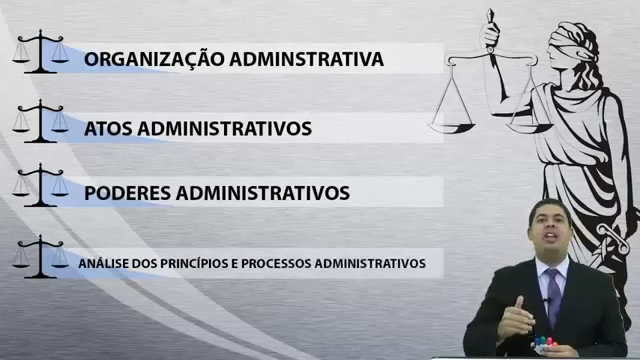 ORGANIZAÇÃO ADMINSTRATIVA
ATOS ADMINISTRATIVOS
PODERES ADMINISTRATIVOS
ANÁLISE DOS PRINCÍPIOS E PROCESSOS ADMINISTRATIVOS